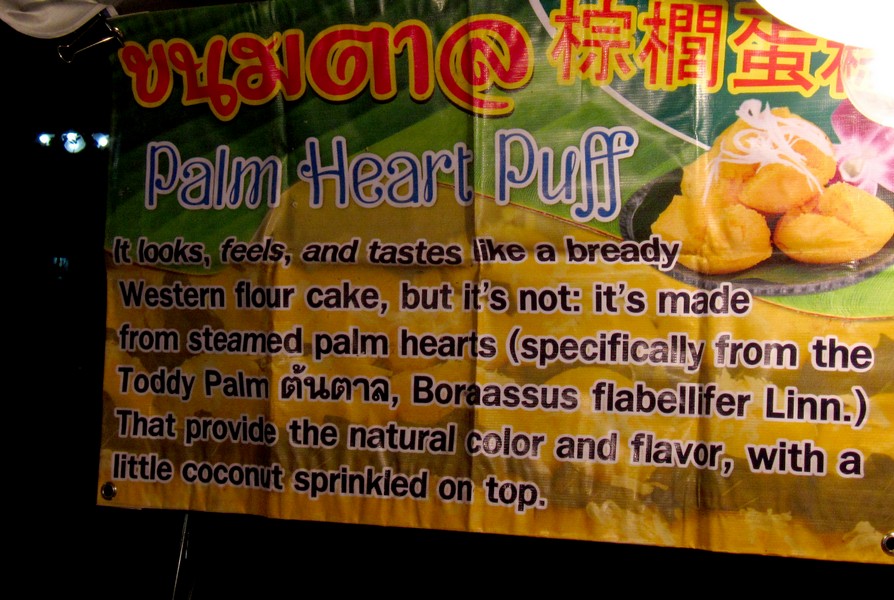 ขนมตาล 棕櫚蛋
Palm Heart Puff
It looks, feels, and tastes like a bready
Western flour cake, but it's not: it's made
from steamed palm hearts (specifically from the
Toddy Palm ต้นตาล, Boraassus flabellifer Linn.)
That provide the natural color and flavor, with a
little coconut sprinkled on top.